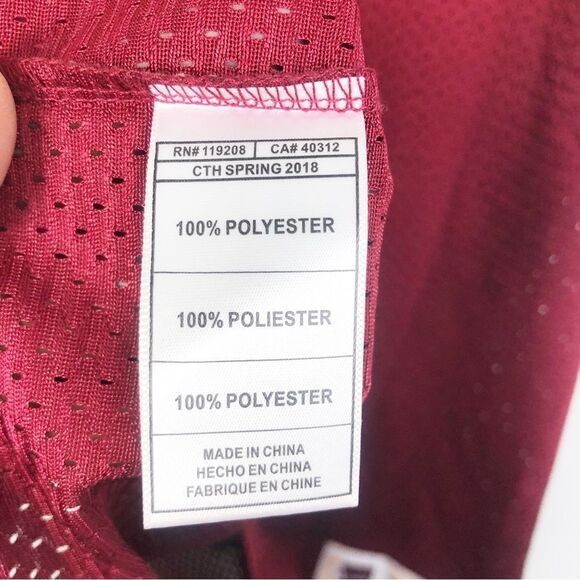 RN# 119208 CA# 40312
CTH SPRING 2018
100% POLYESTER
100% POLIESTER
100% POLYESTER
MADE IN CHINA
HECHO EN CHINA
FABRIQUE EN CHINE